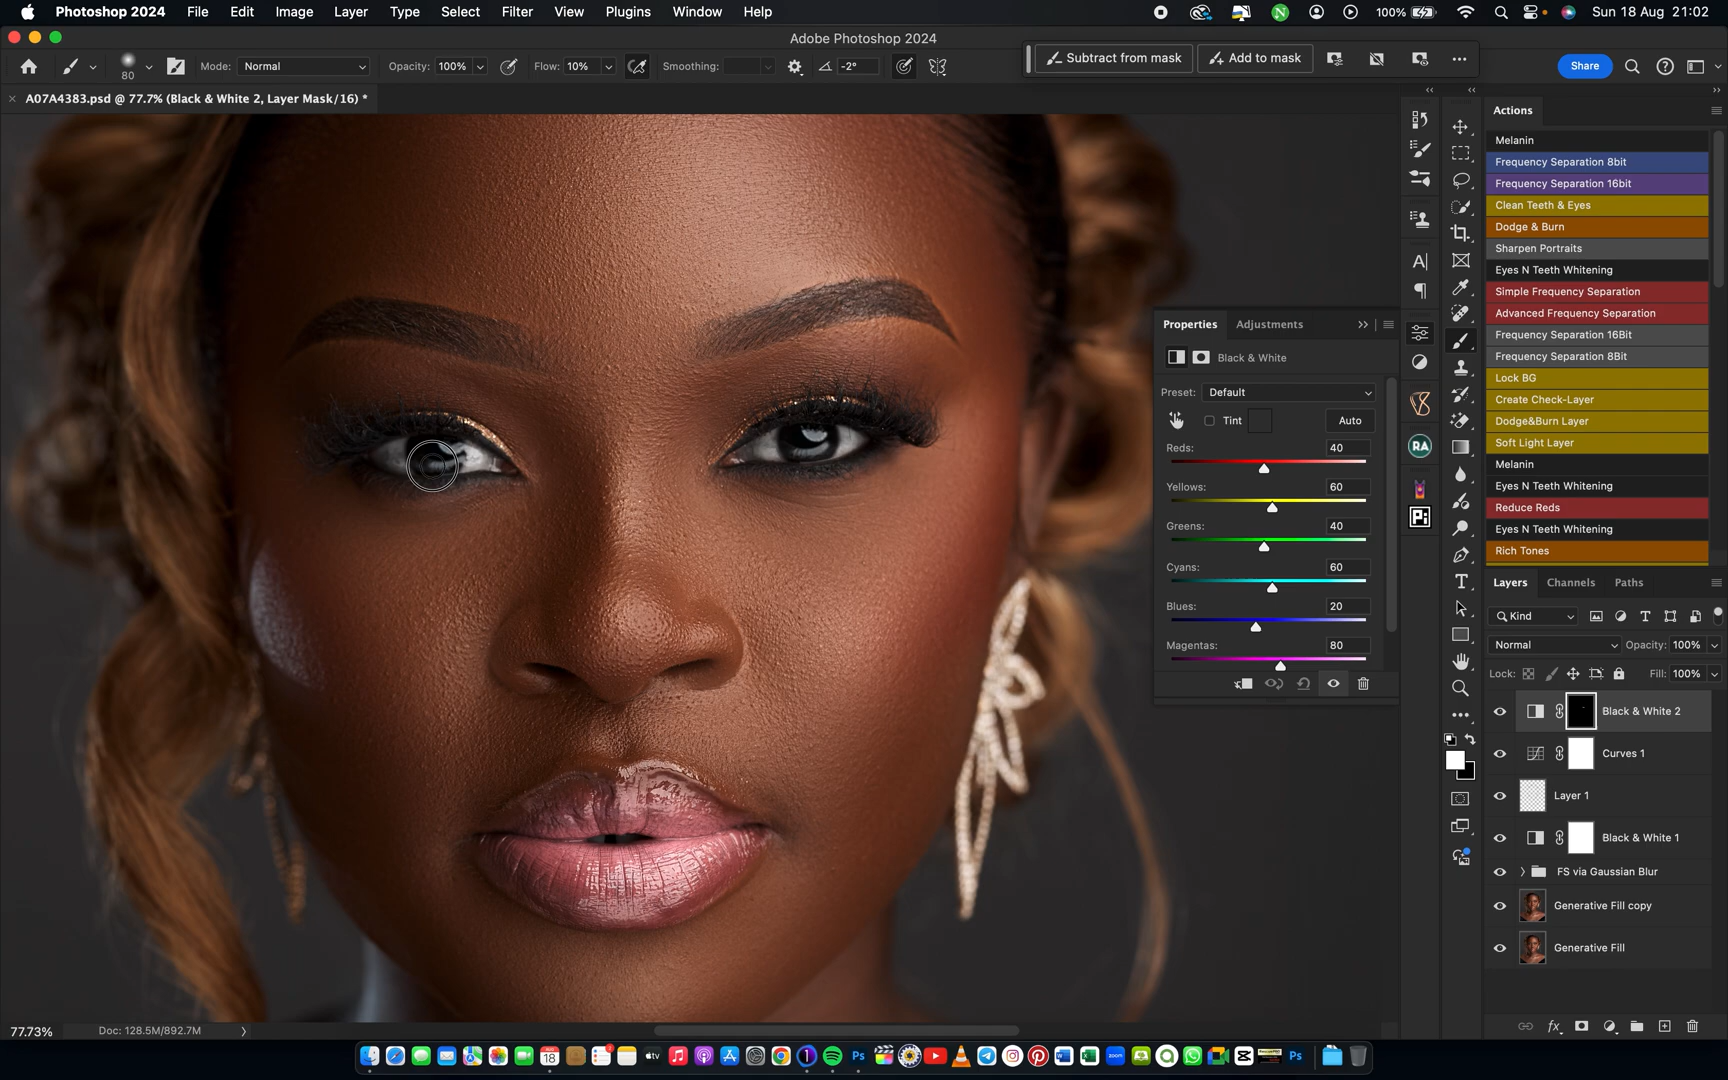 Photoshop 2024 File Edit Image Layer Type Select Filter View Plugins Window Help 100% Sun 18 Aug 21:02
Adobe Photoshop 2024
80 Mode: Normal Opacity: 100% Flow: 10% Smoothing: -2° Subtract from mask Add to mask Share
A07A4383.psd @ 77.7% (Black & White 2, Layer Mask/16) *
Actions
Melanin
Frequency Separation 8bit
Frequency Separation 16bit
Clean Teeth & Eyes
Dodge & Burn
Sharpen Portraits
Eyes N Teeth Whitening
Simple Frequency Separation
Advanced Frequency Separation
Frequency Separation 16Bit
Frequency Separation 8Bit
Lock BG
Create Check-Layer
Dodge&Burn Layer
Soft Light Layer
Melanin
Eyes N Teeth Whitening
Reduce Reds
Eyes N Teeth Whitening
Rich Tones
Properties Adjustments
Black & White
Preset: Default
Tint Auto
Reds: 40
Yellows: 60
Greens: 40
Cyans: 60
Blues: 20
Magentas: 80
A
RA
Pi
T
Layers Channels Paths
Kind
Normal Opacity: 100%
Lock: Fill: 100%
Black & White 2
Curves 1
Layer 1
Black & White 1
FS via Gaussian Blur
Generative Fill copy
Generative Fill
fx
77.73% Doc: 128.5M/892.7M
18 tv Ps zoom Ps